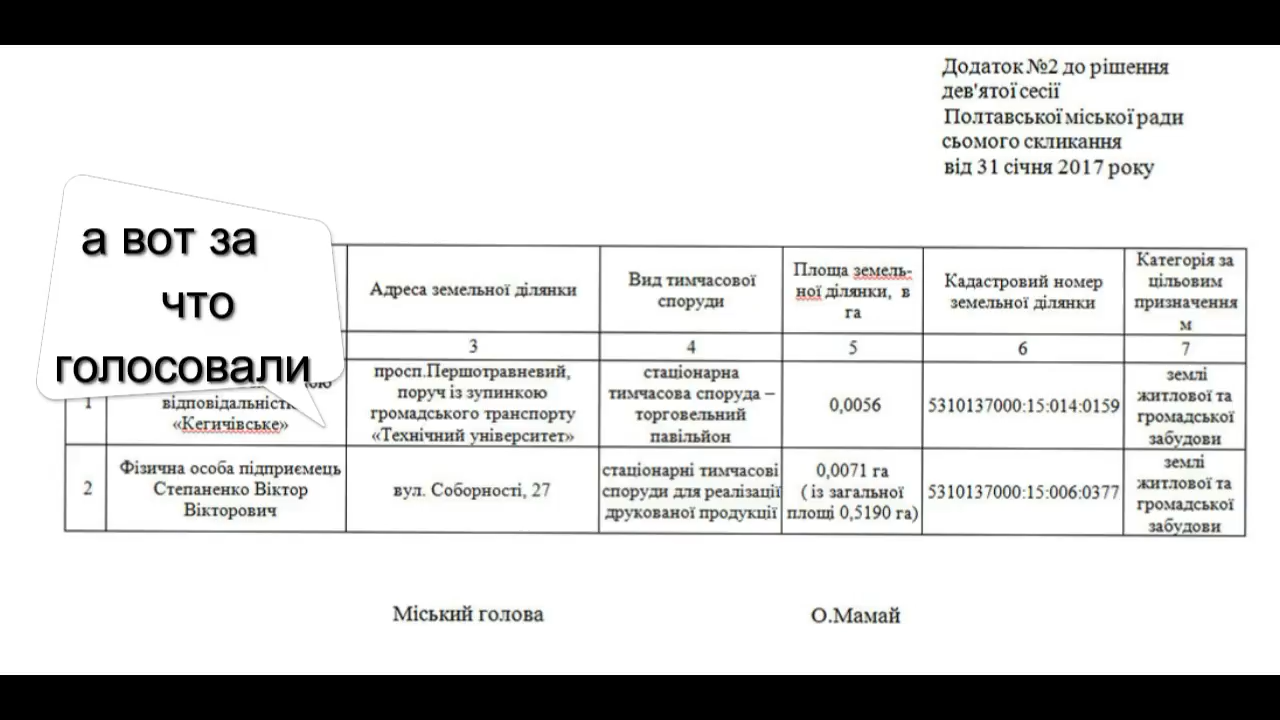 Додаток №2 до рішення
дев'ятої сесії
Полтавської міської ради
сьомого скликання
від 31 січня 2017 року
а вот за
что
голосовали
Адреса земельної ділянки
Вид тимчасової
споруди
Площа земель-
ної ділянки, в
га
Кадастровий номер
земельної ділянки
Категорія за
цільовим
призначення
м
3
4
5
6
7
1
відповідальністю
«Кегичівське»
просп.Першотравневий,
поруч із зупинкою
громадського транспорту
«Технічний університет»
стаціонарна
тимчасова споруда –
торговельний
павільйон
0,0056
5310137000:15:014:0159
землі
житлової та
громадської
забудови
2
Фізична особа підприємець
Степаненко Віктор
Вікторович
вул. Соборності, 27
стаціонарні тимчасові
споруди для реалізації
друкованої продукції
0,0071 га
( із загальної
площі 0,5190 га)
5310137000:15:006:0377
землі
житлової та
громадської
забудови
Міський голова
О.Мамай